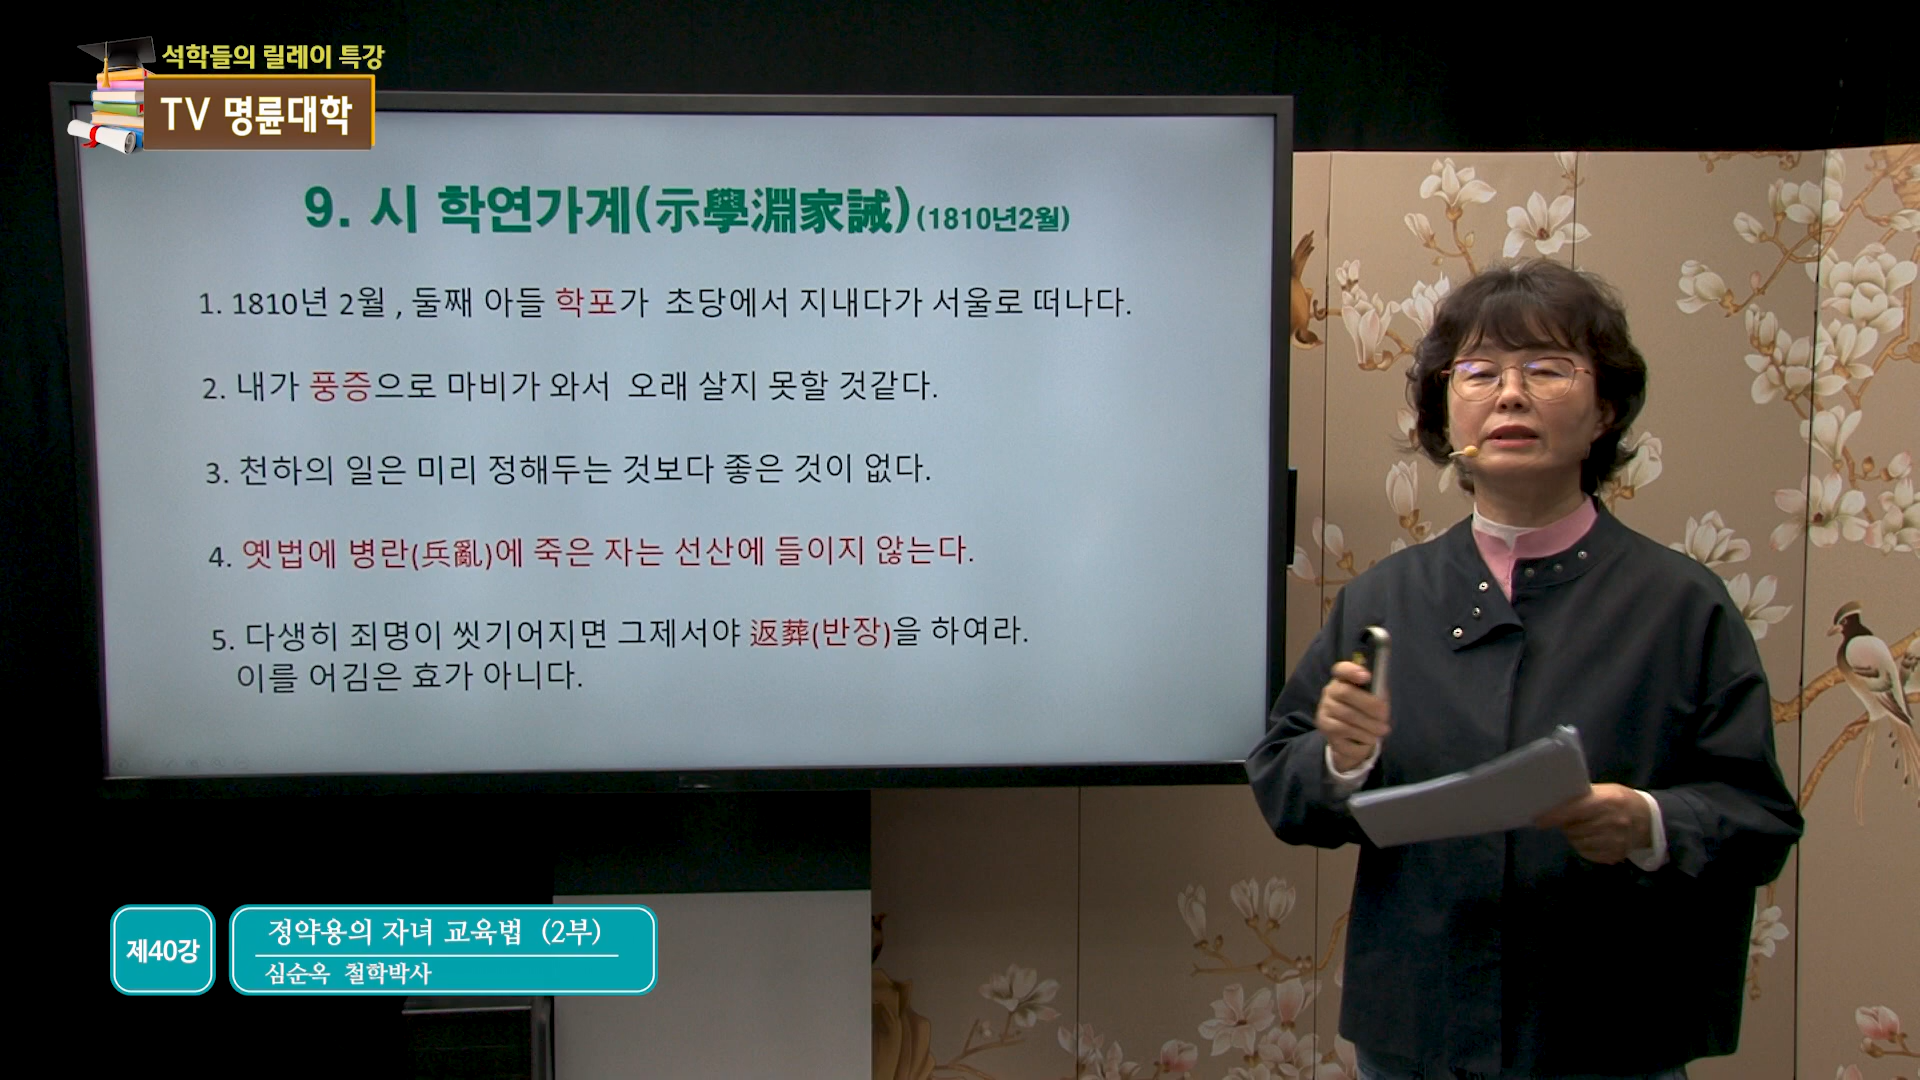 석학들의 릴레이 특강
TV 명륜대학
9. 시 학연가계(示學淵家誡)(1810년2월)
1. 1810년 2월 , 둘째 아들 학포가 초당에서 지내다가 서울로 떠나다.
2. 내가 풍증으로 마비가 와서 오래 살지 못할 것같다.
3. 천하의 일은 미리 정해두는 것보다 좋은 것이 없다.
4. 옛법에 병란(兵亂)에 죽은 자는 선산에 들이지 않는다.
5. 다생히 죄명이 씻기어지면 그제서야 返葬(반장)을 하여라.
이를 어김은 효가 아니다.
제40강
정약용의 자녀 교육법 (2부)
심순옥 철학박사